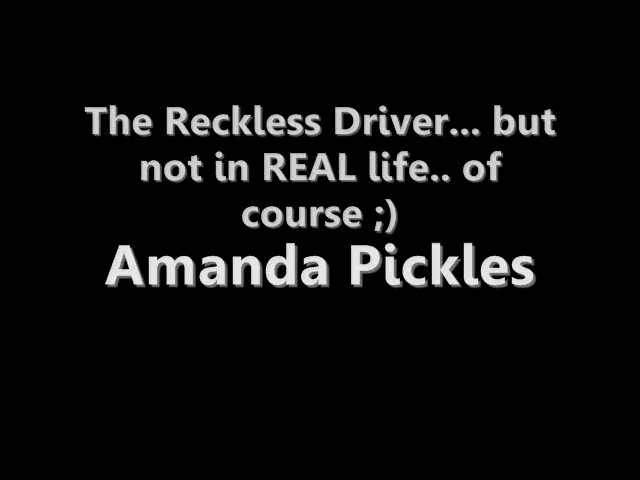 The Reckless Driver... but
not in REAL life.. of
course ;)
Amanda Pickles